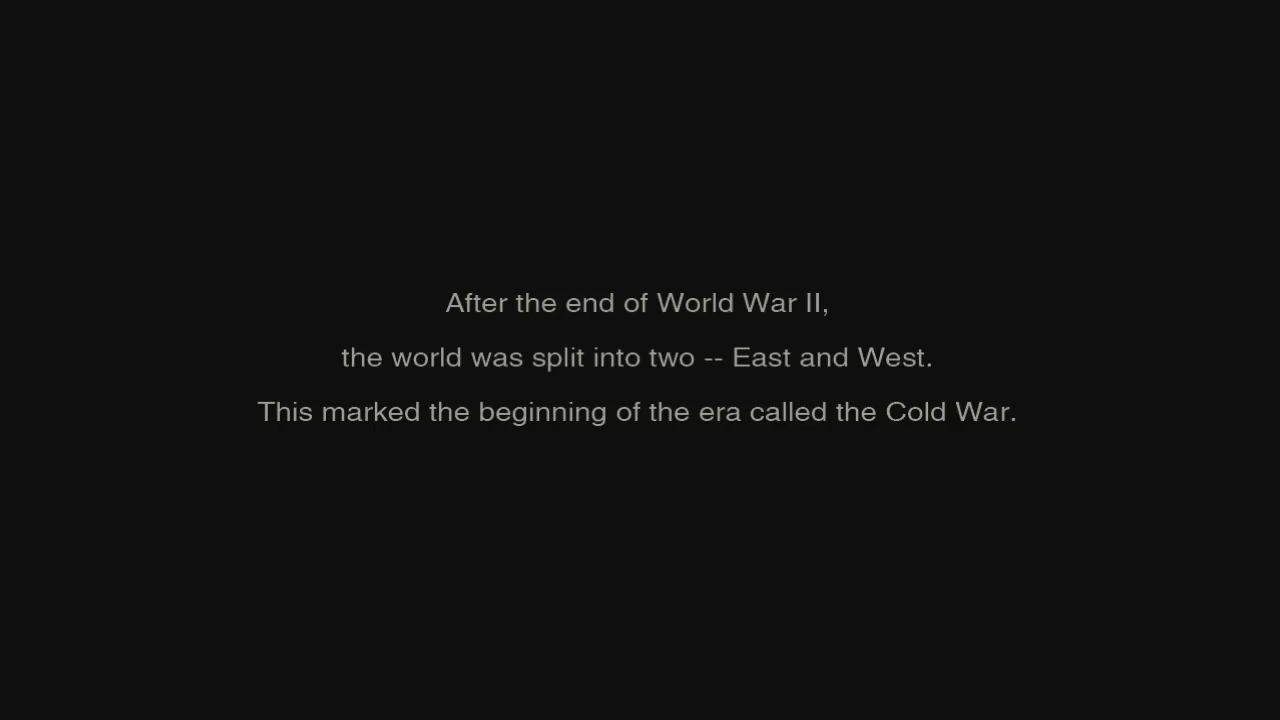 After the end of World War II,
the world was split into two -- East and West.
This marked the beginning of the era called the Cold War.